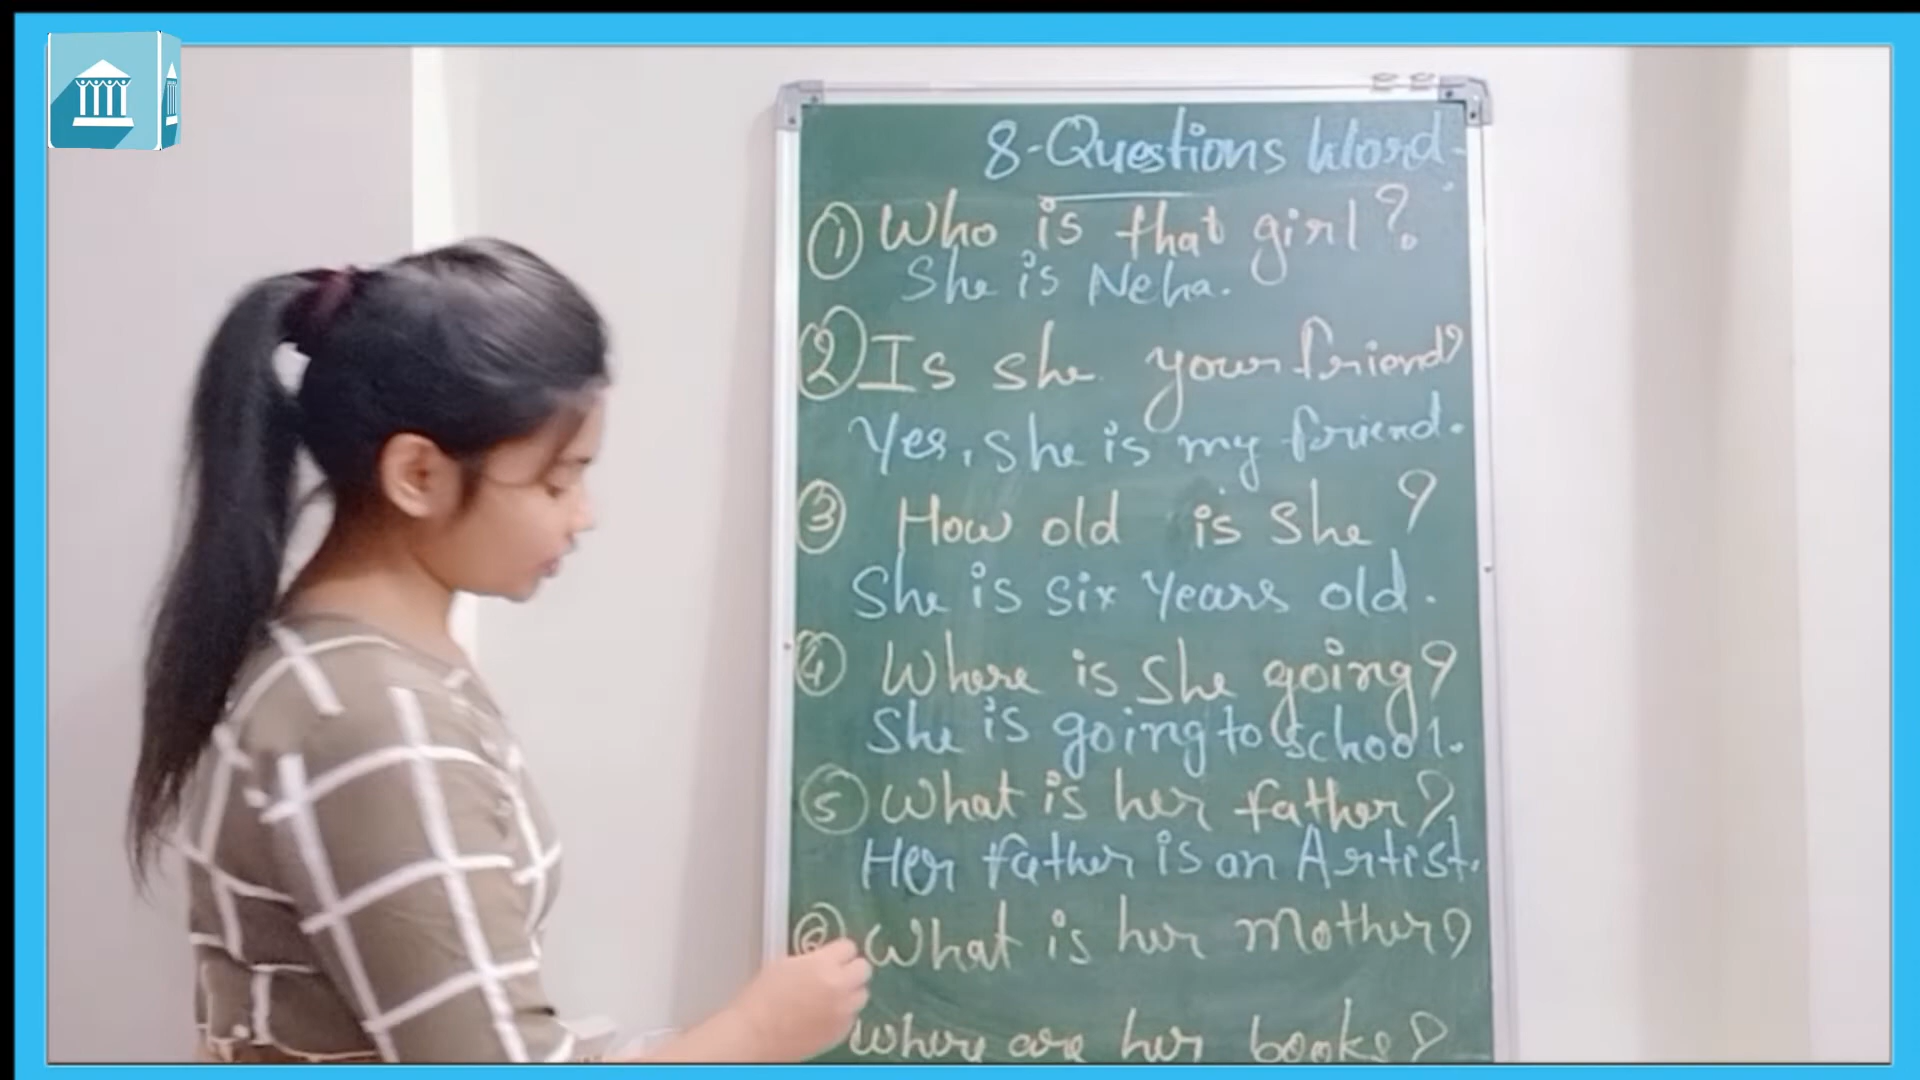 8-Questions Word-
① Who is that girl?
She is Neha.
② Is she your friend?
Yes, she is my friend.
③ How old is She?
She is six years old.
④ Where is She going?
She is going to school.
⑤ What is her father?
Her father is an Artist.
⑥ What is her mother?
Where are her books?